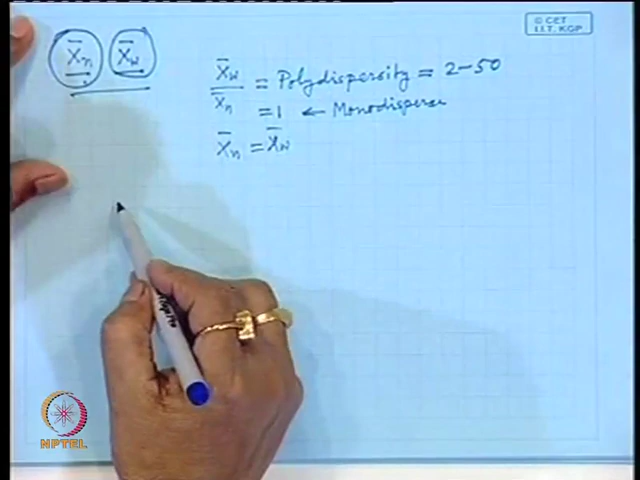 © CET
I.I.T. KGP
X̄n X̄w
X̄w / X̄n = Polydispersity = 2-50
= 1 ← Monodisperse
X̄n = X̄w
NPTEL